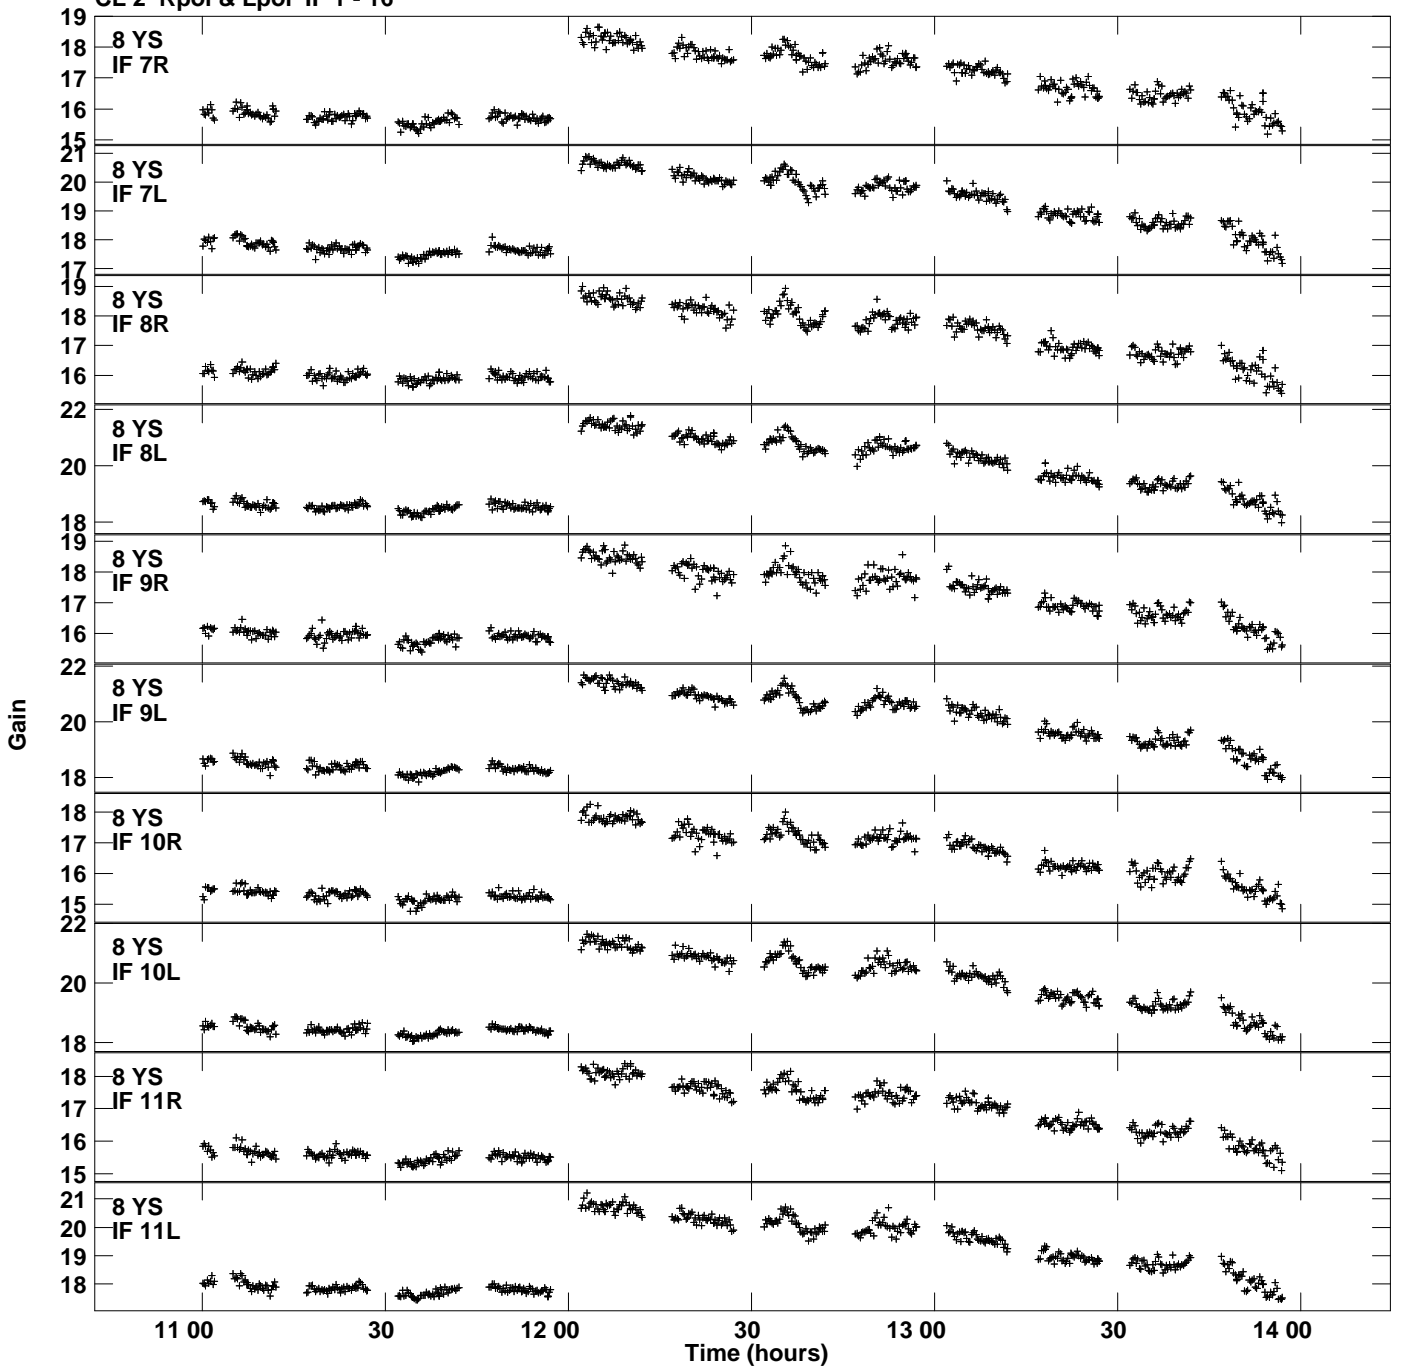 CL 2 Rpol & Lpol IF 1 - 16
19
8 YS
18
IF 7R
17
16
15
21
8 YS
20
IF 7L
19
18
17
19
8 YS
18
IF 8R
17
16
22
8 YS
IF 8L
20
18
19
8 YS
18
IF 9R
17
16
22
8 YS
IF 9L
20
18
18
8 YS
17
IF 10R
16
15
22
8 YS
IF 10L
20
18
18
8 YS
IF 11R
17
16
15
21
8 YS
20
IF 11L
19
18
Gain
11 00 30 12 00 30 13 00 30 14 00
Time (hours)